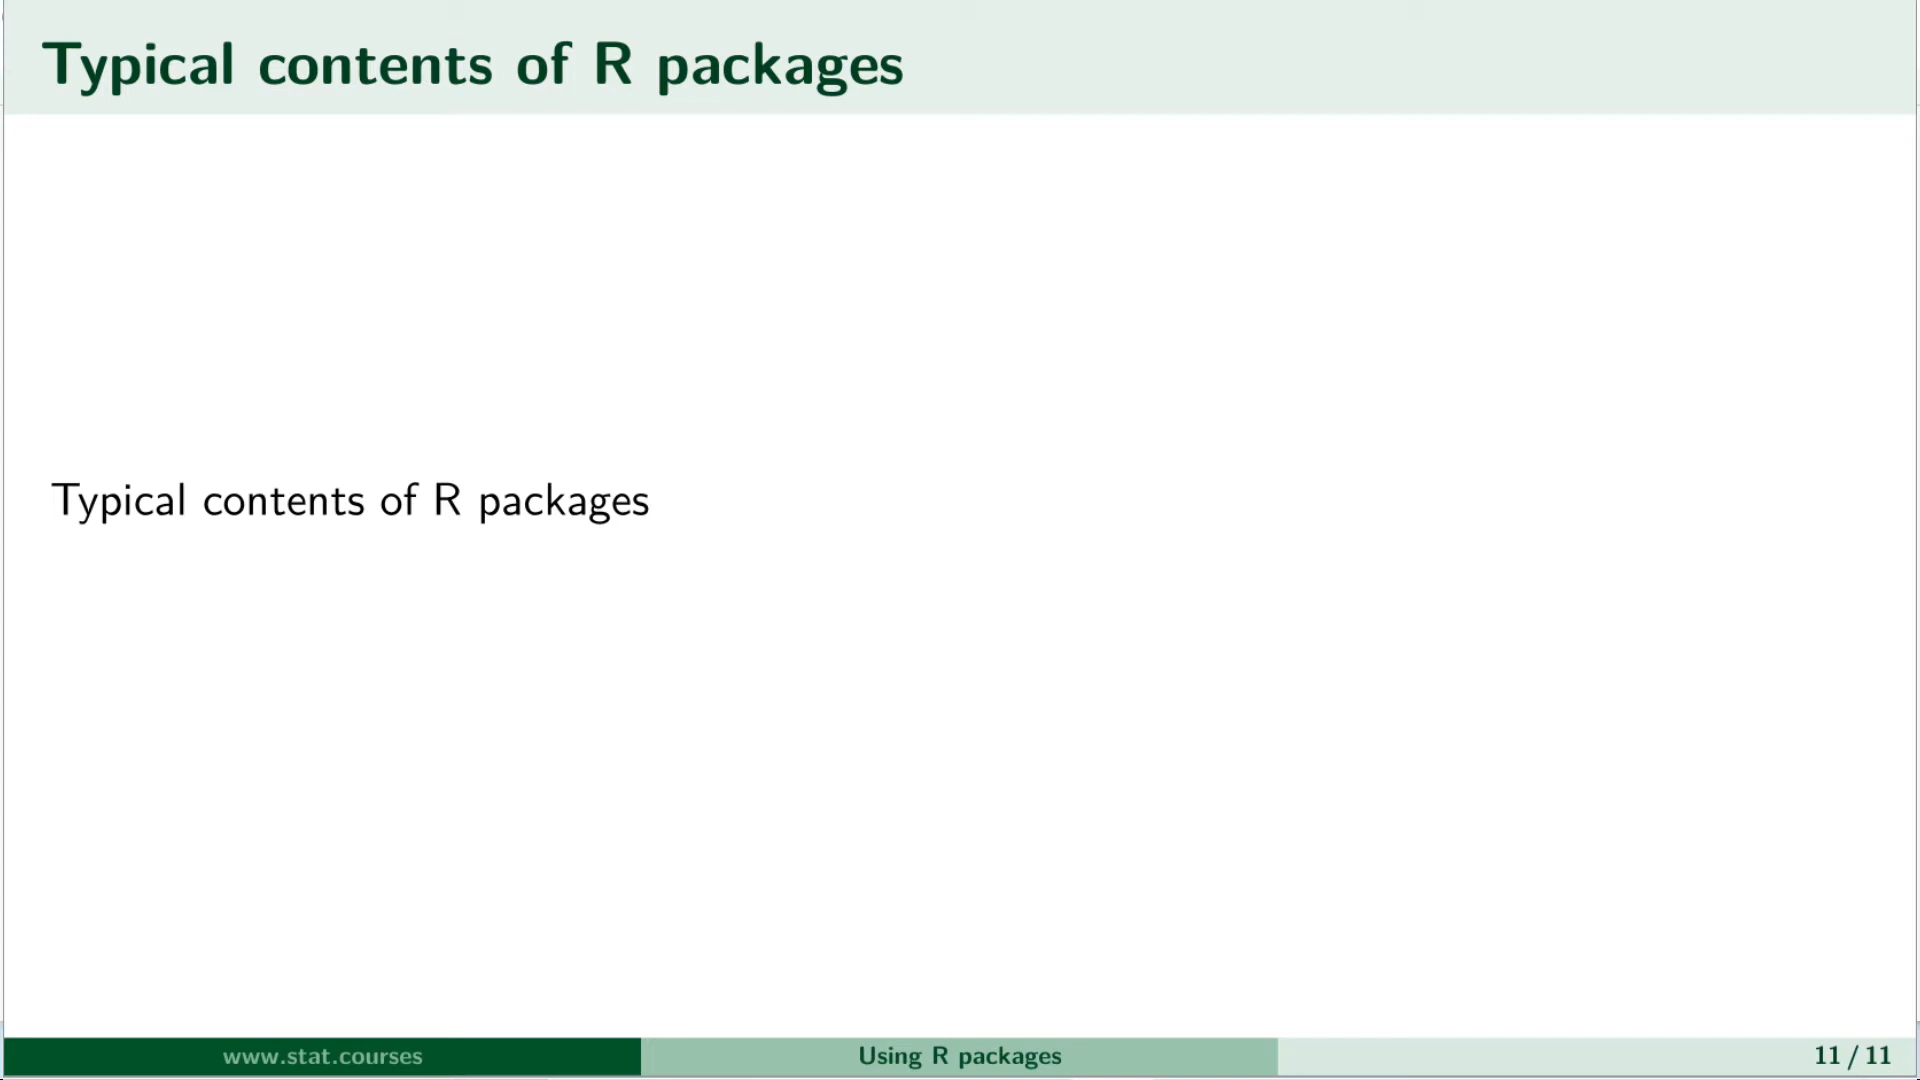 Typical contents of R packages
Typical contents of R packages
www.stat.courses
Using R packages
11 / 11